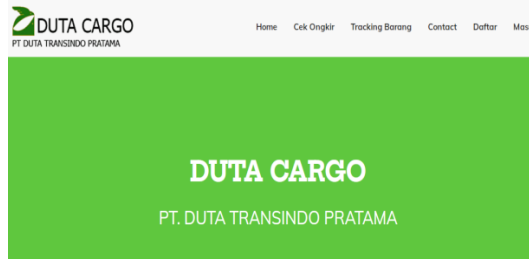 DUTA CARGO
PT DUTA TRANSINDO PRATAMA
Home Cek Ongkir Tracking Barang Contact Daftar Mas
DUTA CARGO
PT. DUTA TRANSINDO PRATAMA